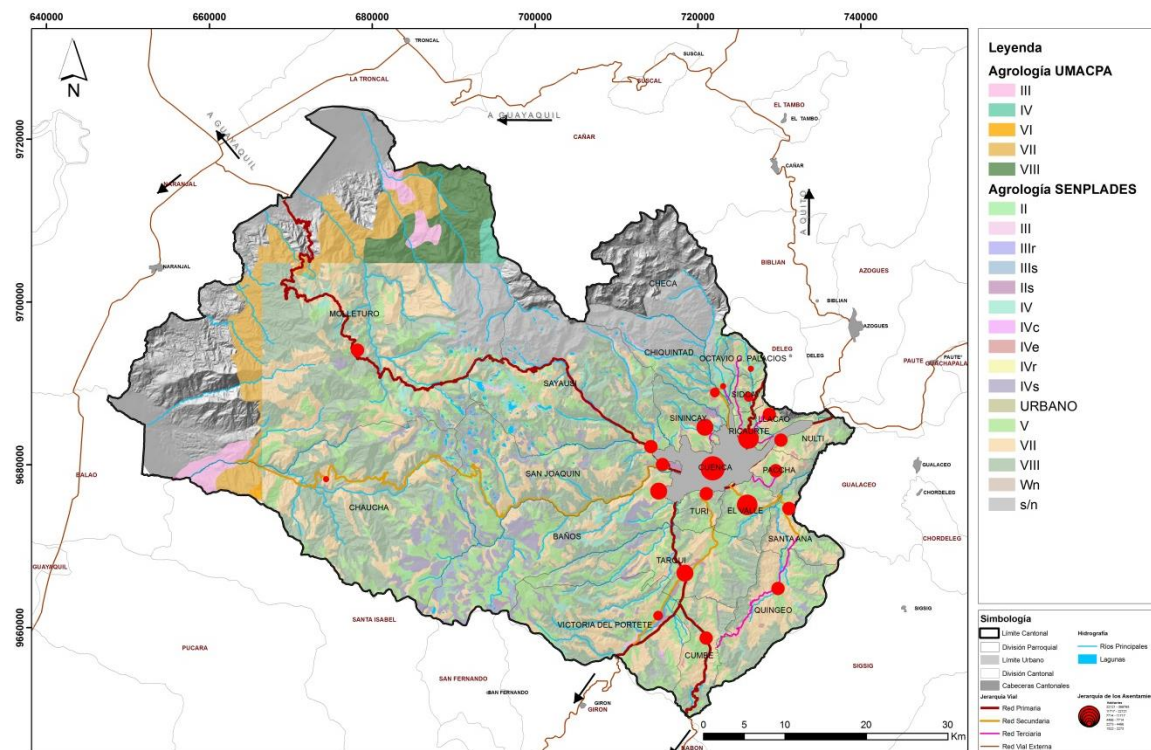 640000 660000 680000 700000 720000 740000
9720000
9700000
9680000
9660000
N
TRONCAL
LA TRONCAL
SUSCAL
SUSCAL
EL TAMBO
EL TAMBO
A GUAYAQUIL
A GUAYAQUIL
CAÑAR
CAÑAR
NARANJAL
NARANJAL
A QUITO
BIBLIAN
BIBLIAN
AZOGUES
AZOGUES
CHECA
MOLLETURO
CHIQUINTAD
OCTAVIO C. PALACIOS
DELEG
DELEG
PAUTE
PAUTE
GUACHAPALA
SAYAUSI
SININCAY
RICAURTE
NULTI
BALAO
SAN JOAQUIN
CUENCA
PACCHA
GUALACEO
GUALACEO
CHORDELEG
CHORDELEG
CHAUCHA
TURI
EL VALLE
BAÑOS
SANTA ANA
GUAYAQUIL
TARQUI
SANTA ISABEL
QUINGEO
SIGSIG
SIGSIG
VICTORIA DEL PORTETE
PUCARA
CUMBE
SAN FERNANDO
SAN FERNANDO
GIRON
GIRON
0 10 20 30
Km
Leyenda
Agrología UMACPA
III
IV
VI
VII
VIII
Agrología SENPLADES
II
III
IIIr
IIIs
IIs
IV
IVc
IVe
IVr
IVs
URBANO
V
VII
VIII
Wn
s/n
Simbología
Límite Cantonal
División Parroquial
Límite Urbano
División Cantonal
Cabeceras Cantonales
Hidrografía
Ríos Principales
Lagunas
Jerarquía Vial
Red Primaria
Red Secundaria
Red Terciaria
Red Vial Externa
Jerarquía de los Asentamie